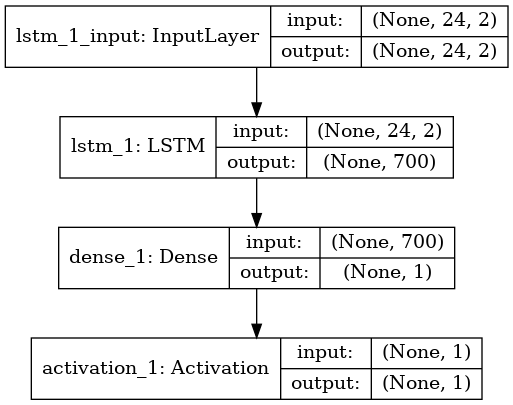 lstm_1_input: InputLayer
input: (None, 24, 2)
output: (None, 24, 2)
lstm_1: LSTM
input: (None, 24, 2)
output: (None, 700)
dense_1: Dense
input: (None, 700)
output: (None, 1)
activation_1: Activation
input: (None, 1)
output: (None, 1)